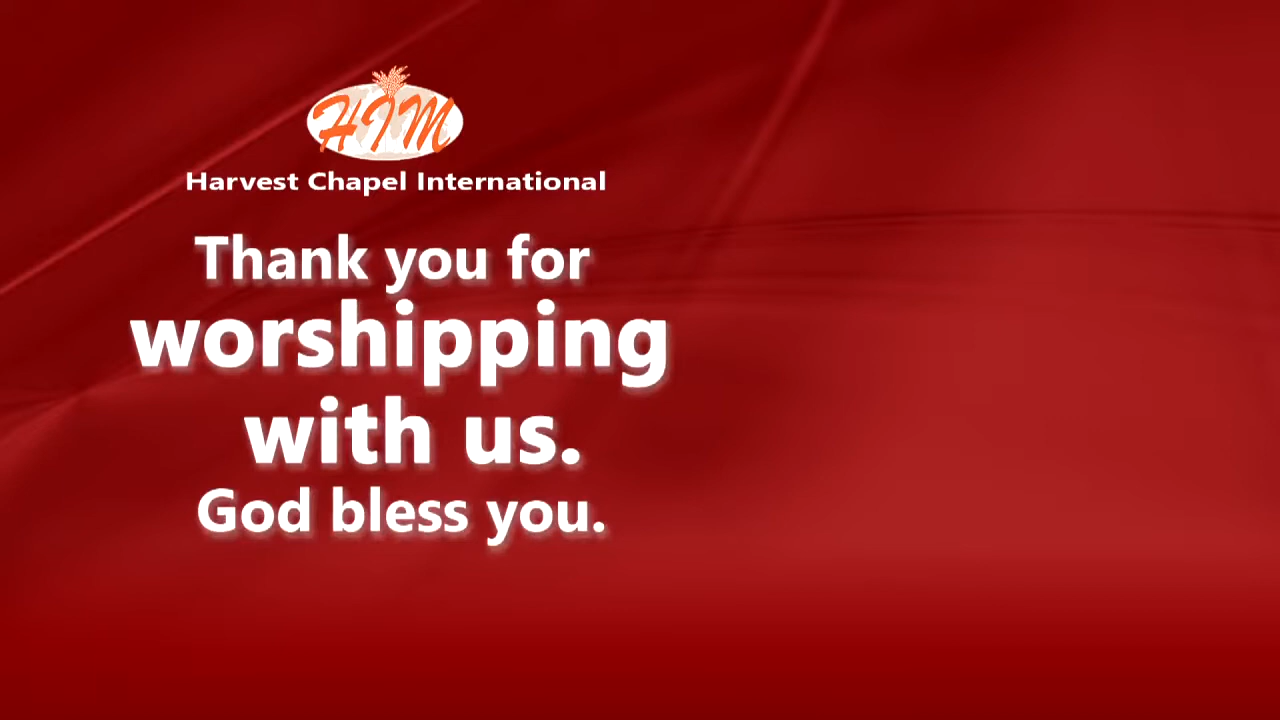 HIM
Harvest Chapel International
Thank you for
worshipping
with us.
God bless you.